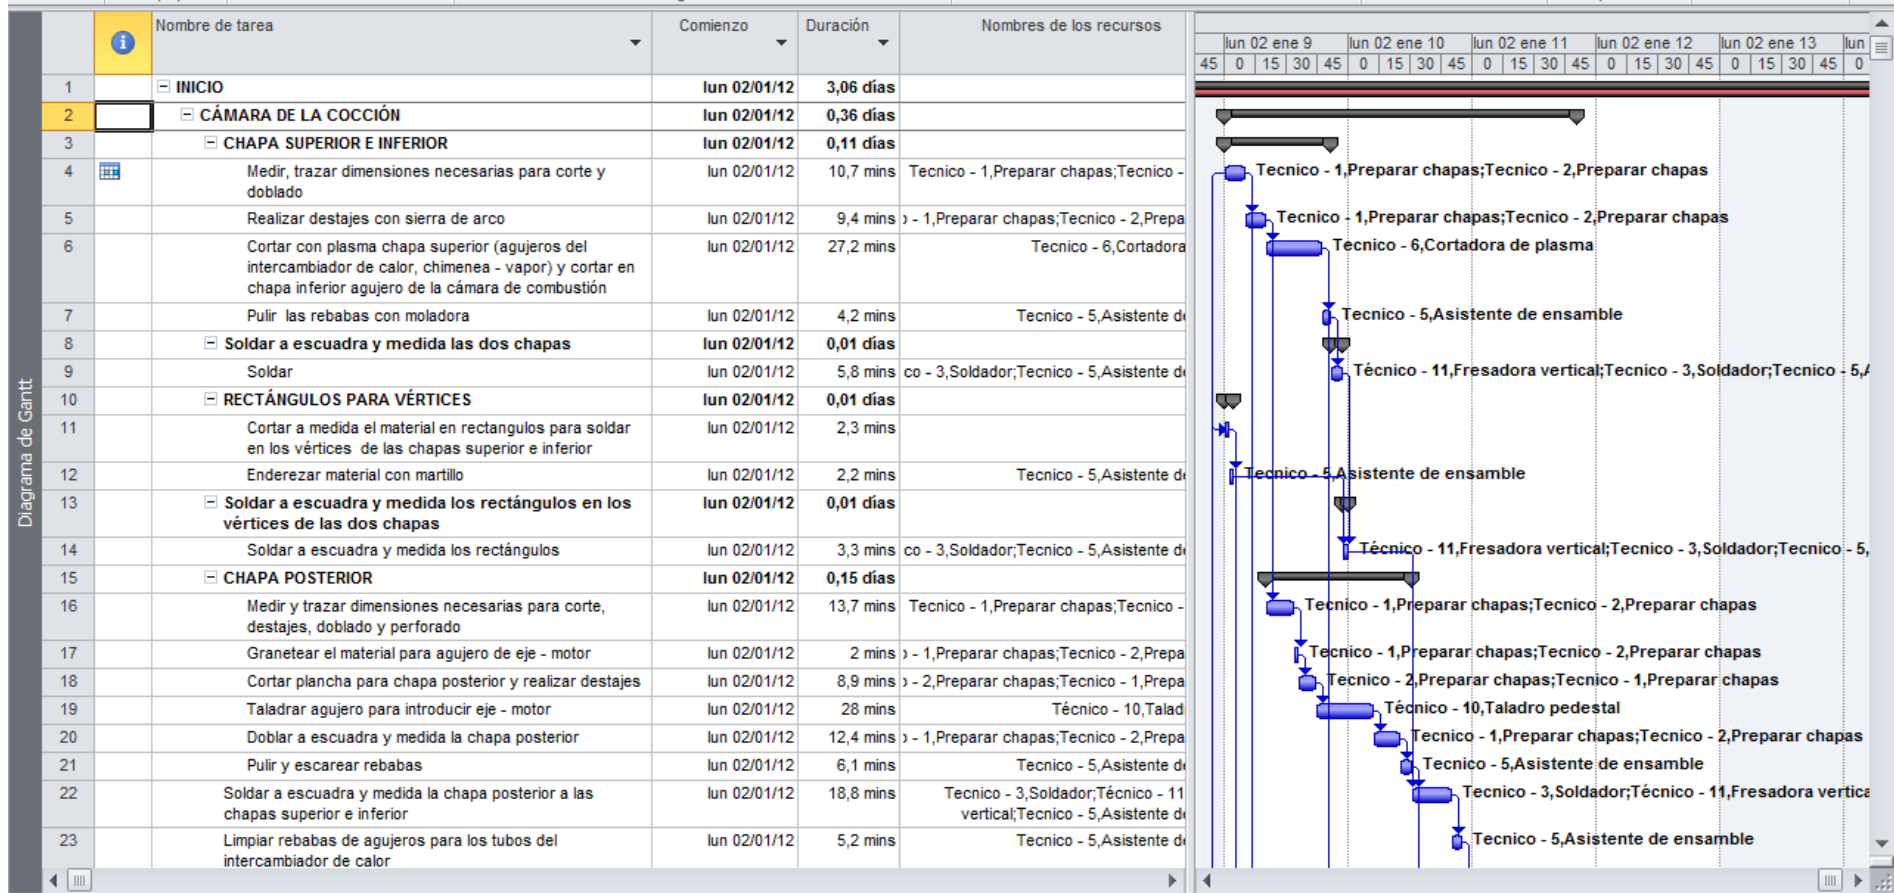 Nombre de tarea Comienzo Duración Nombres de los recursos
lun 02 ene 9 lun 02 ene 10 lun 02 ene 11 lun 02 ene 12 lun 02 ene 13 lun
45 0 15 30 45 0 15 30 45 0 15 30 45 0 15 30 45 0 15 30 45 0
1 INICIO lun 02/01/12 3,06 días
2 CÁMARA DE LA COCCIÓN lun 02/01/12 0,36 días
3 CHAPA SUPERIOR E INFERIOR lun 02/01/12 0,11 días
4 Medir, trazar dimensiones necesarias para corte y lun 02/01/12 10,7 mins Tecnico - 1,Preparar chapas;Tecnico - Tecnico - 1,Preparar chapas;Tecnico - 2,Preparar chapas
doblado
5 Realizar destajes con sierra de arco lun 02/01/12 9,4 mins - 1,Preparar chapas;Tecnico - 2,Prepa Tecnico - 1,Preparar chapas;Tecnico - 2,Preparar chapas
6 Cortar con plasma chapa superior (agujeros del lun 02/01/12 27,2 mins Tecnico - 6,Cortadora Tecnico - 6,Cortadora de plasma
intercambiador de calor, chimenea - vapor) y cortar en
chapa inferior agujero de la cámara de combustión
7 Pulir las rebabas con moladora lun 02/01/12 4,2 mins Tecnico - 5,Asistente de Tecnico - 5,Asistente de ensamble
8 Soldar a escuadra y medida las dos chapas lun 02/01/12 0,01 días
9 Soldar lun 02/01/12 5,8 mins co - 3,Soldador;Tecnico - 5,Asistente de Técnico - 11,Fresadora vertical;Tecnico - 3,Soldador;Tecnico - 5,A
10 RECTÁNGULOS PARA VÉRTICES lun 02/01/12 0,01 días
11 Cortar a medida el material en rectangulos para soldar lun 02/01/12 2,3 mins
en los vértices de las chapas superior e inferior
12 Enderezar material con martillo lun 02/01/12 2,2 mins Tecnico - 5,Asistente de Tecnico - 5,Asistente de ensamble
13 Soldar a escuadra y medida los rectángulos en los lun 02/01/12 0,01 días
vértices de las dos chapas
14 Soldar a escuadra y medida los rectángulos lun 02/01/12 3,3 mins co - 3,Soldador;Tecnico - 5,Asistente de Técnico - 11,Fresadora vertical;Tecnico - 3,Soldador;Tecnico - 5,
15 CHAPA POSTERIOR lun 02/01/12 0,15 días
16 Medir y trazar dimensiones necesarias para corte, lun 02/01/12 13,7 mins Tecnico - 1,Preparar chapas;Tecnico - Tecnico - 1,Preparar chapas;Tecnico - 2,Preparar chapas
destajes, doblado y perforado
17 Granetear el material para agujero de eje - motor lun 02/01/12 2 mins - 1,Preparar chapas;Tecnico - 2,Prepa Tecnico - 1,Preparar chapas;Tecnico - 2,Preparar chapas
18 Cortar plancha para chapa posterior y realizar destajes lun 02/01/12 8,9 mins - 2,Preparar chapas;Tecnico - 1,Prepa Tecnico - 2,Preparar chapas;Tecnico - 1,Preparar chapas
19 Taladrar agujero para introducir eje - motor lun 02/01/12 28 mins Técnico - 10,Talad Técnico - 10,Taladro pedestal
20 Doblar a escuadra y medida la chapa posterior lun 02/01/12 12,4 mins - 1,Preparar chapas;Tecnico - 2,Prepa Tecnico - 1,Preparar chapas;Tecnico - 2,Preparar chapas
21 Pulir y escarear rebabas lun 02/01/12 6,1 mins Tecnico - 5,Asistente de Tecnico - 5,Asistente de ensamble
22 Soldar a escuadra y medida la chapa posterior a las lun 02/01/12 18,8 mins Tecnico - 3,Soldador;Técnico - 11 Tecnico - 3,Soldador;Técnico - 11,Fresadora vertica
chapas superior e inferior vertical;Tecnico - 5,Asistente de
23 Limpiar rebabas de agujeros para los tubos del lun 02/01/12 5,2 mins Tecnico - 5,Asistente de Tecnico - 5,Asistente de ensamble
intercambiador de calor
Diagrama de Gantt